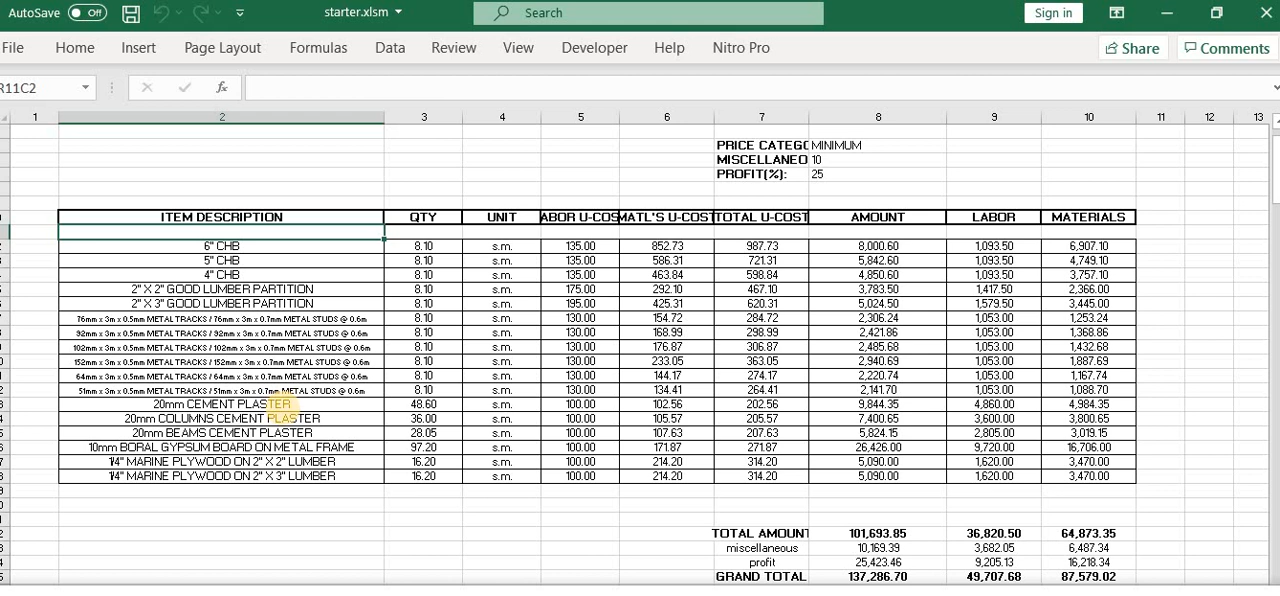 AutoSave Off starter.xlsm Search Sign in
File Home Insert Page Layout Formulas Data Review View Developer Help Nitro Pro Share Comments
R11C2 fx
1 2 3 4 5 6 7 8 9 10 11 12 13
PRICE CATEGO MINIMUM
MISCELLANEO 10
PROFIT(%): 25
ITEM DESCRIPTION QTY UNIT ABOR U-COS MATL'S U-COST TOTAL U-COST AMOUNT LABOR MATERIALS
6" CHB 8.10 s.m. 135.00 852.73 987.73 8,000.60 1,093.50 6,907.10
5" CHB 8.10 s.m. 135.00 586.31 721.31 5,842.60 1,093.50 4,749.10
4" CHB 8.10 s.m. 135.00 463.84 598.84 4,850.60 1,093.50 3,757.10
2" X 2" GOOD LUMBER PARTITION 8.10 s.m. 175.00 292.10 467.10 3,783.50 1,417.50 2,366.00
2" X 3" GOOD LUMBER PARTITION 8.10 s.m. 195.00 425.31 620.31 5,024.50 1,579.50 3,445.00
76mm x 3m x 0.5mm METAL TRACKS / 76mm x 3m x 0.7mm METAL STUDS @ 0.6m 8.10 s.m. 130.00 154.72 284.72 2,306.24 1,053.00 1,253.24
92mm x 3m x 0.5mm METAL TRACKS / 92mm x 3m x 0.7mm METAL STUDS @ 0.6m 8.10 s.m. 130.00 168.99 298.99 2,421.86 1,053.00 1,368.86
102mm x 3m x 0.5mm METAL TRACKS / 102mm x 3m x 0.7mm METAL STUDS @ 0.6m 8.10 s.m. 130.00 176.87 306.87 2,485.68 1,053.00 1,432.68
152mm x 3m x 0.5mm METAL TRACKS / 152mm x 3m x 0.7mm METAL STUDS @ 0.6m 8.10 s.m. 130.00 233.05 363.05 2,940.69 1,053.00 1,887.69
64mm x 3m x 0.5mm METAL TRACKS / 64mm x 3m x 0.7mm METAL STUDS @ 0.6m 8.10 s.m. 130.00 144.17 274.17 2,220.74 1,053.00 1,167.74
51mm x 3m x 0.5mm METAL TRACKS / 51mm x 3m x 0.7mm METAL STUDS @ 0.6m 8.10 s.m. 130.00 134.41 264.41 2,141.70 1,053.00 1,088.70
20mm CEMENT PLASTER 48.60 s.m. 100.00 102.56 202.56 9,844.35 4,860.00 4,984.35
20mm COLUMNS CEMENT PLASTER 36.00 s.m. 100.00 105.57 205.57 7,400.65 3,600.00 3,800.65
20mm BEAMS CEMENT PLASTER 28.05 s.m. 100.00 107.63 207.63 5,824.15 2,805.00 3,019.15
10mm BORAL GYPSUM BOARD ON METAL FRAME 97.20 s.m. 100.00 171.87 271.87 26,426.00 9,720.00 16,706.00
1/4" MARINE PLYWOOD ON 2" X 2" LUMBER 16.20 s.m. 100.00 214.20 314.20 5,090.00 1,620.00 3,470.00
1/4" MARINE PLYWOOD ON 2" X 3" LUMBER 16.20 s.m. 100.00 214.20 314.20 5,090.00 1,620.00 3,470.00
TOTAL AMOUNT 101,693.85 36,820.50 64,873.35
miscellaneous 10,169.39 3,682.05 6,487.34
profit 25,423.46 9,205.13 16,218.34
GRAND TOTAL 137,286.70 49,707.68 87,579.02